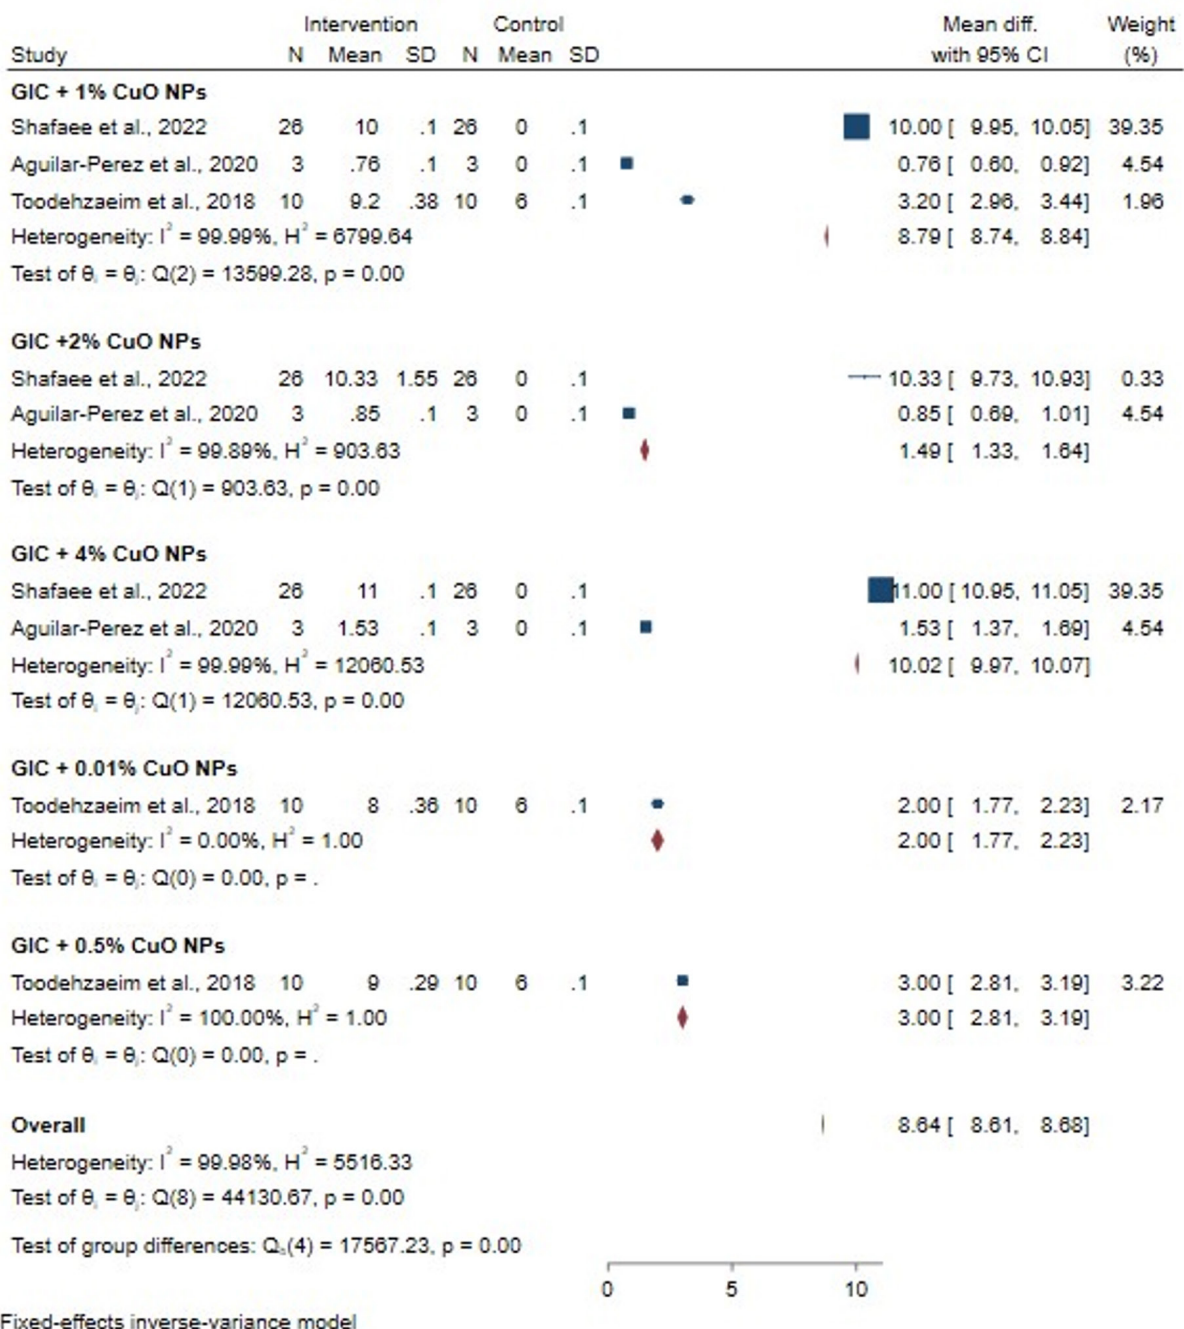 Intervention Control Mean diff. Weight
Study N Mean SD N Mean SD with 95% CI (%)
GIC + 1% CuO NPs
Shafaee et al., 2022 26 10 .1 26 0 .1 10.00 [ 9.95, 10.05] 39.35
Aguilar-Perez et al., 2020 3 .76 .1 3 0 .1 0.76 [ 0.60, 0.92] 4.54
Toodehzaeim et al., 2018 10 9.2 .38 10 6 .1 3.20 [ 2.96, 3.44] 1.96
Heterogeneity: I² = 99.99%, H² = 6799.64 8.79 [ 8.74, 8.84]
Test of θᵢ = θⱼ: Q(2) = 13599.28, p = 0.00
GIC +2% CuO NPs
Shafaee et al., 2022 26 10.33 1.55 26 0 .1 10.33 [ 9.73, 10.93] 0.33
Aguilar-Perez et al., 2020 3 .85 .1 3 0 .1 0.85 [ 0.69, 1.01] 4.54
Heterogeneity: I² = 99.89%, H² = 903.63 1.49 [ 1.33, 1.64]
Test of θᵢ = θⱼ: Q(1) = 903.63, p = 0.00
GIC + 4% CuO NPs
Shafaee et al., 2022 26 11 .1 26 0 .1 11.00 [10.95, 11.05] 39.35
Aguilar-Perez et al., 2020 3 1.53 .1 3 0 .1 1.53 [ 1.37, 1.69] 4.54
Heterogeneity: I² = 99.99%, H² = 12060.53 10.02 [ 9.97, 10.07]
Test of θᵢ = θⱼ: Q(1) = 12060.53, p = 0.00
GIC + 0.01% CuO NPs
Toodehzaeim et al., 2018 10 8 .36 10 6 .1 2.00 [ 1.77, 2.23] 2.17
Heterogeneity: I² = 0.00%, H² = 1.00 2.00 [ 1.77, 2.23]
Test of θᵢ = θⱼ: Q(0) = 0.00, p = .
GIC + 0.5% CuO NPs
Toodehzaeim et al., 2018 10 9 .29 10 6 .1 3.00 [ 2.81, 3.19] 3.22
Heterogeneity: I² = 100.00%, H² = 1.00 3.00 [ 2.81, 3.19]
Test of θᵢ = θⱼ: Q(0) = 0.00, p = .
Overall 8.64 [ 8.61, 8.68]
Heterogeneity: I² = 99.98%, H² = 5516.33
Test of θᵢ = θⱼ: Q(8) = 44130.67, p = 0.00
Test of group differences: Q_b(4) = 17567.23, p = 0.00
0 5 10
Fixed-effects inverse-variance model